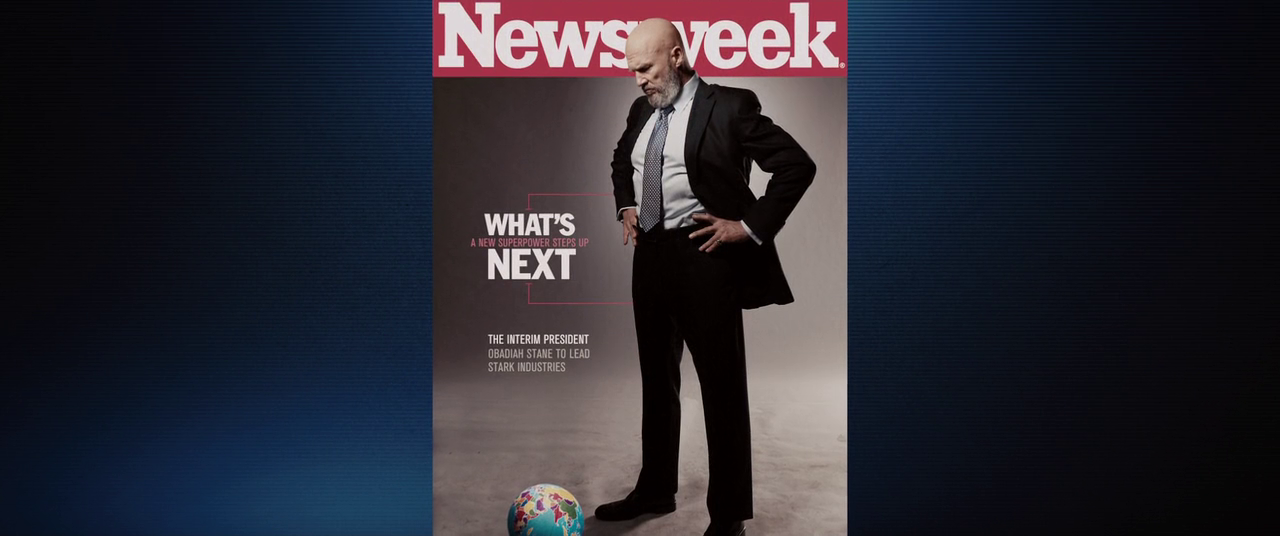 Newsweek®
WHAT'S
A NEW SUPERPOWER STEPS UP
NEXT
THE INTERIM PRESIDENT
OBADIAH STANE TO LEAD
STARK INDUSTRIES